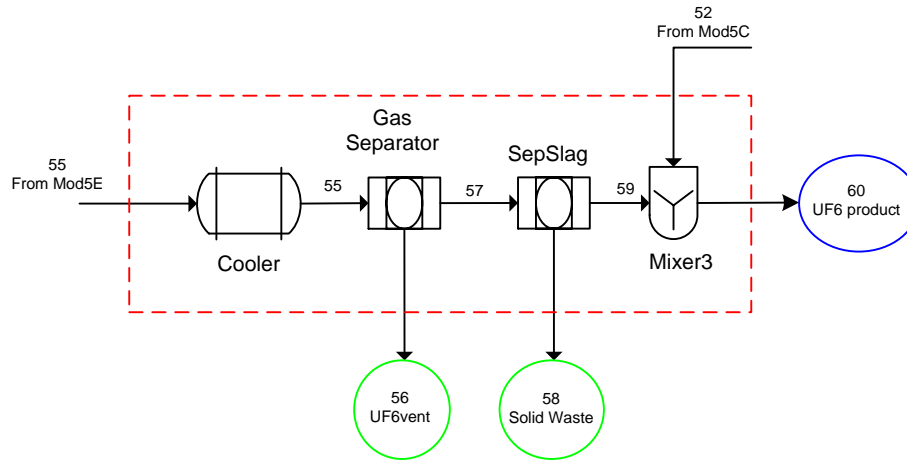 52
From Mod5C
Gas
Separator
SepSlag
55
From Mod5E
55
57
59
60
UF6 product
Cooler
Mixer3
56
UF6vent
58
Solid Waste